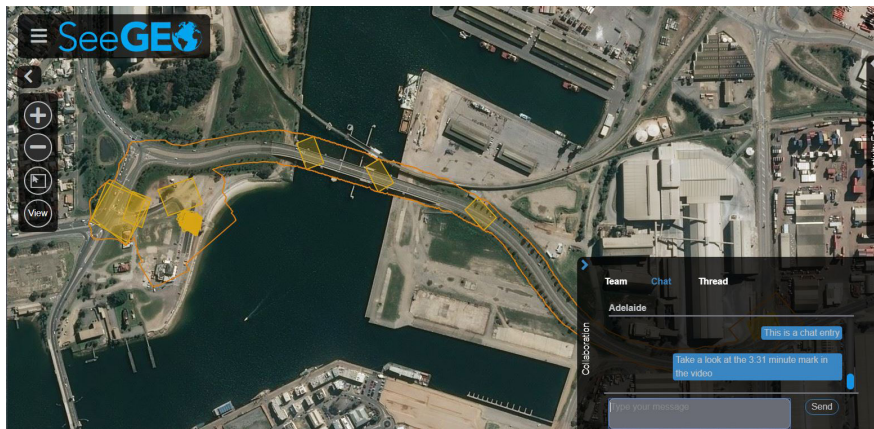 SeeGEO
View
Team Chat Thread
Adelaide
This is a chat entry
Take a look at the 3.31 minute mark in
the video
Collaboration
Type your message
Send